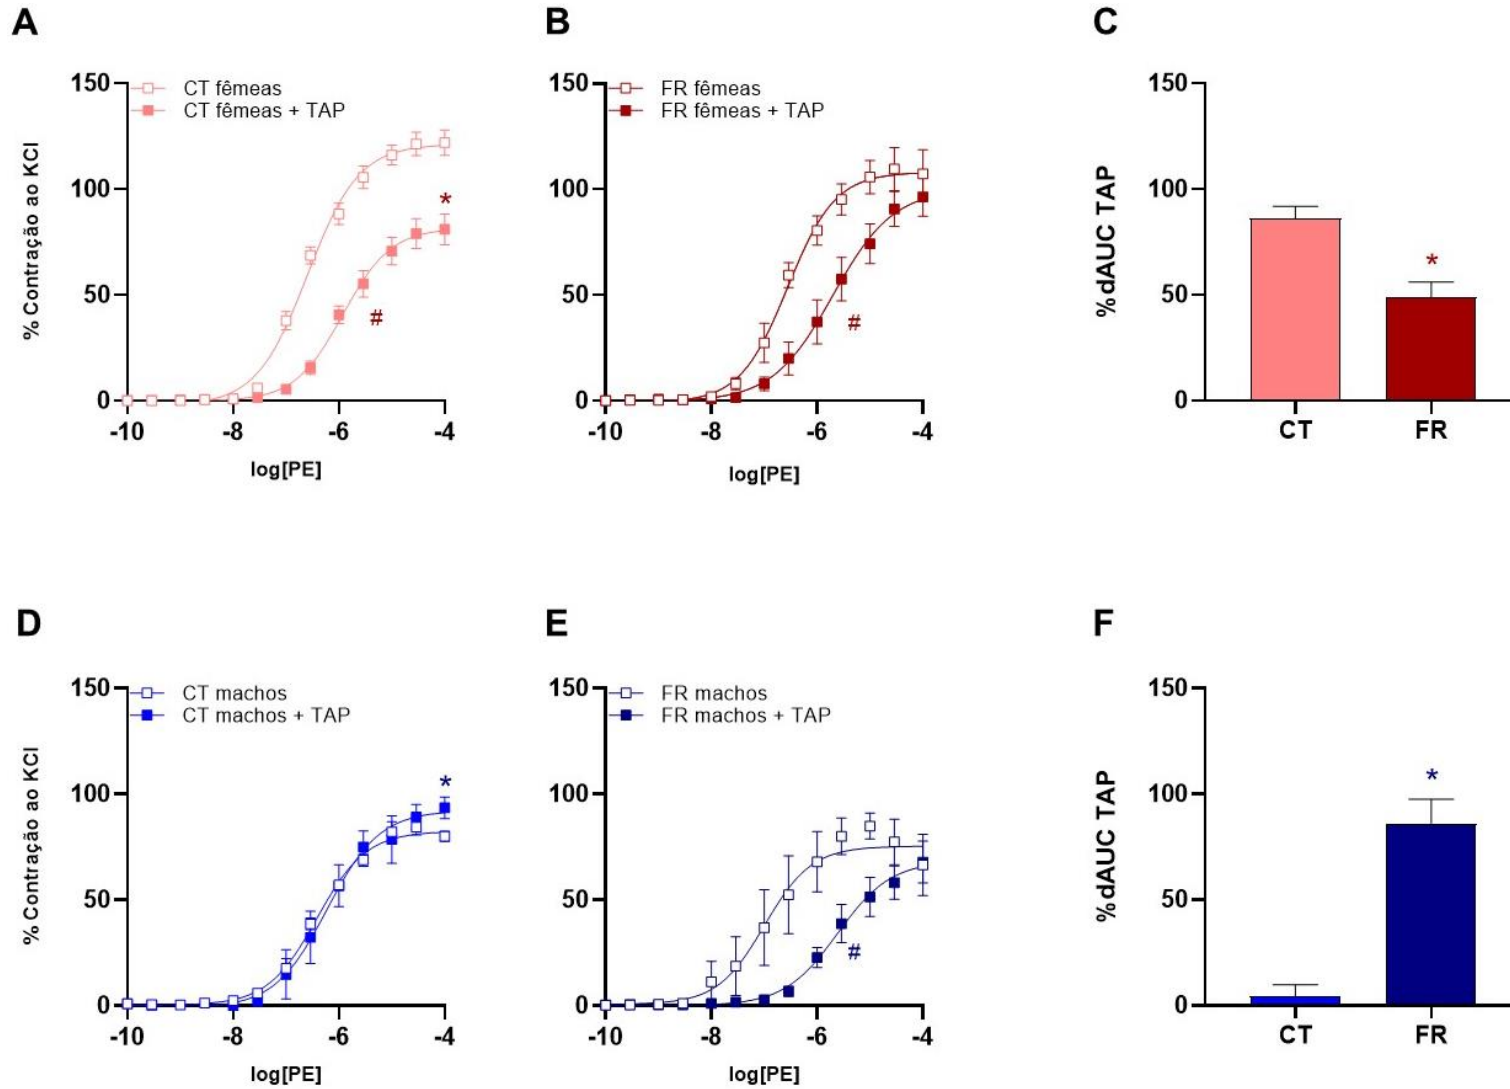 A
150
100
50
0
-10
-8
-6
-4
% Contração ao KCl
log[PE]
CT fêmeas
CT fêmeas + TAP
*
#
B
150
100
50
0
-10
-8
-6
-4
log[PE]
FR fêmeas
FR fêmeas + TAP
#
C
150
100
50
0
%dAUC TAP
*
CT
FR
D
150
100
50
0
-10
-8
-6
-4
% Contração ao KCl
log[PE]
CT machos
CT machos + TAP
*
E
150
100
50
0
-10
-8
-6
-4
log[PE]
FR machos
FR machos + TAP
#
F
150
100
50
0
%dAUC TAP
*
CT
FR